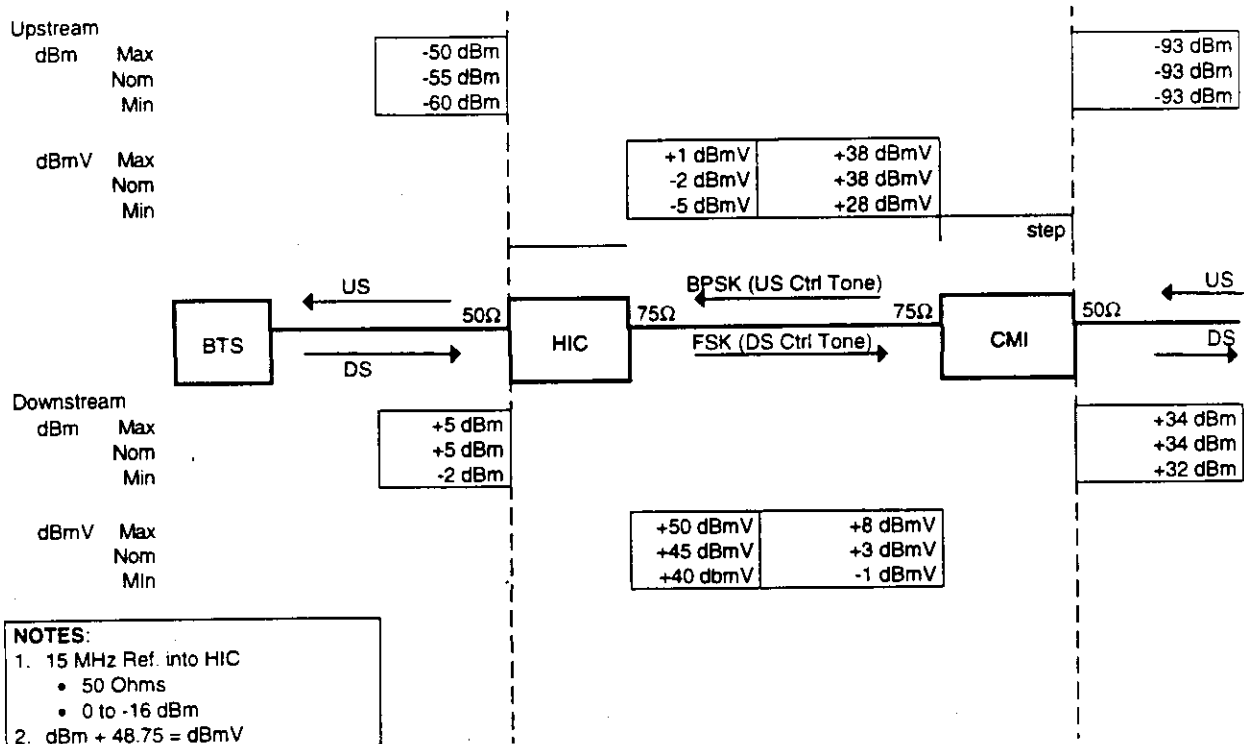 Upstream
dBm Max -50 dBm -93 dBm
Nom -55 dBm -93 dBm
Min -60 dBm -93 dBm
dBmV Max +1 dBmV +38 dBmV
Nom -2 dBmV +38 dBmV
Min -5 dBmV +28 dBmV
step
US BPSK (US Ctrl Tone) US
BTS 50Ω HIC 75Ω 75Ω CMI 50Ω
DS FSK (DS Ctrl Tone) DS
Downstream
dBm Max +5 dBm +34 dBm
Nom +5 dBm +34 dBm
Min -2 dBm +32 dBm
dBmV Max +50 dBmV +8 dBmV
Nom +45 dBmV +3 dBmV
Min +40 dbmV -1 dBmV
NOTES:
1. 15 MHz Ref. into HIC
• 50 Ohms
• 0 to -16 dBm
2. dBm + 48.75 = dBmV